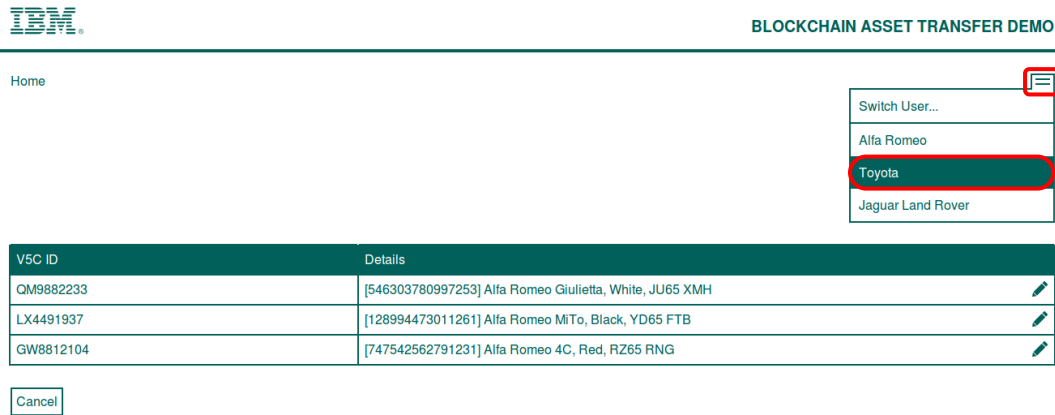 IBM®
BLOCKCHAIN ASSET TRANSFER DEMO
Home
Switch User...
Alfa Romeo
Toyota
Jaguar Land Rover
V5C ID Details
QM9882233 [546303780997253] Alfa Romeo Giulietta, White, JU65 XMH
LX4491937 [128994473011261] Alfa Romeo MiTo, Black, YD65 FTB
GW8812104 [747542562791231] Alfa Romeo 4C, Red, RZ65 RNG
Cancel